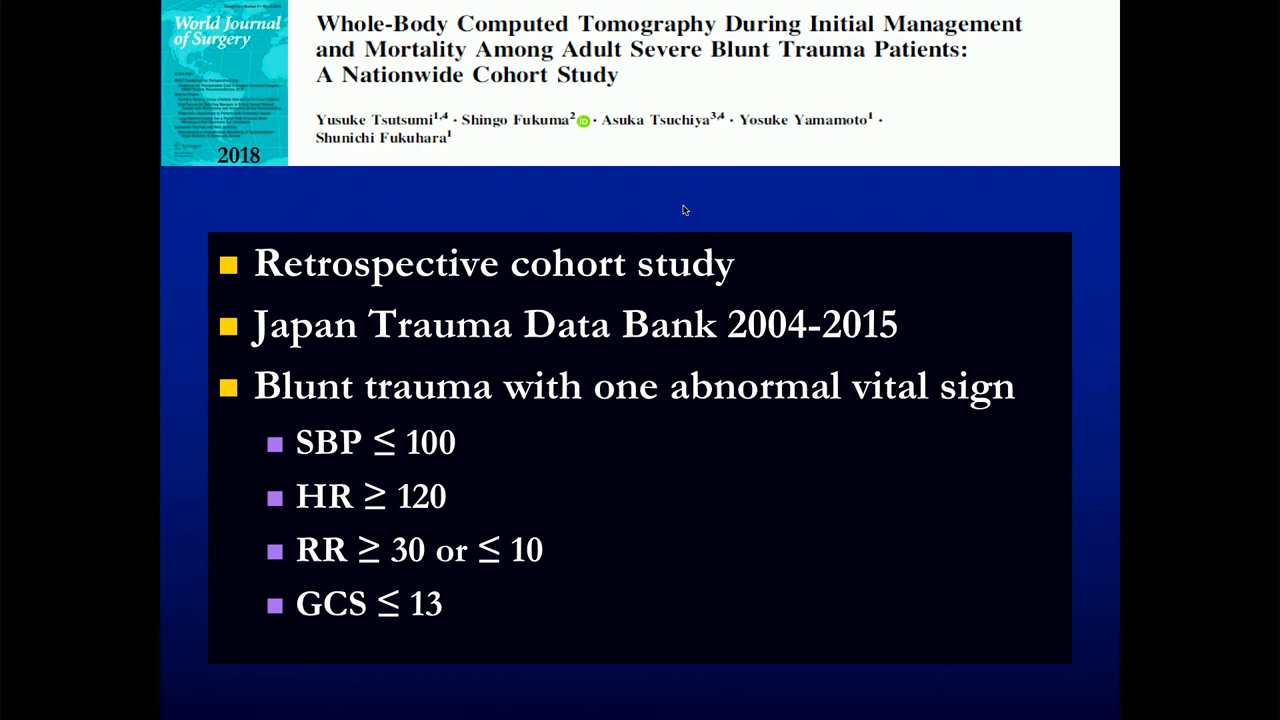 World Journal
of Surgery
2018
Whole-Body Computed Tomography During Initial Management
and Mortality Among Adult Severe Blunt Trauma Patients:
A Nationwide Cohort Study
Yusuke Tsutsumi1,4 · Shingo Fukuma2 iD · Asuka Tsuchiya3,4 · Yosuke Yamamoto1 ·
Shunichi Fukuhara1
Retrospective cohort study
Japan Trauma Data Bank 2004-2015
Blunt trauma with one abnormal vital sign
SBP ≤ 100
HR ≥ 120
RR ≥ 30 or ≤ 10
GCS ≤ 13